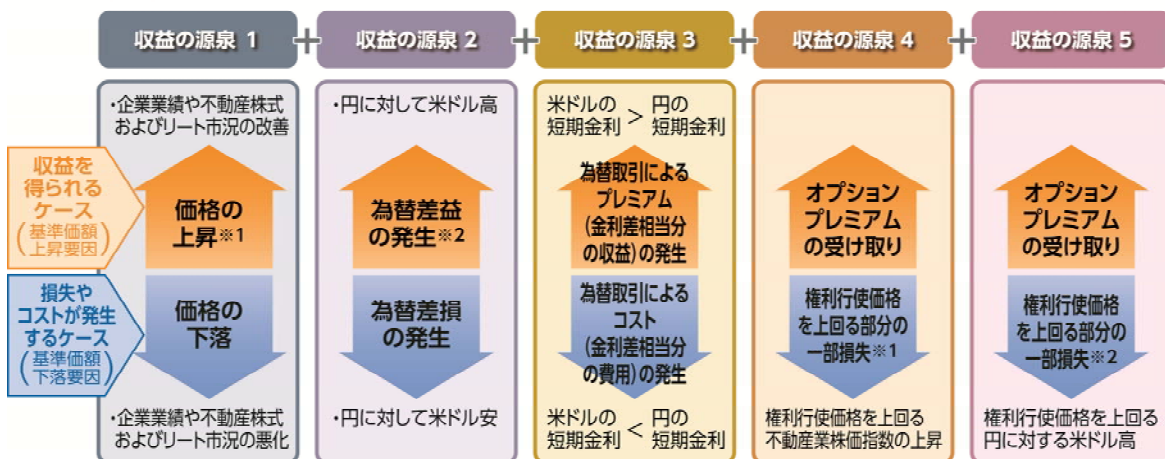 収益の源泉 1 + 収益の源泉 2 + 収益の源泉 3 + 収益の源泉 4 + 収益の源泉 5
収益を
得られる
ケース
(基準価額
上昇要因)
損失や
コストが発生
するケース
(基準価額
下落要因)
・企業業績や不動産株式
およびリート市況の改善
価格の
上昇※1
価格の
下落
・企業業績や不動産株式
およびリート市況の悪化
・円に対して米ドル高
為替差益
の発生※2
為替差損
の発生
・円に対して米ドル安
米ドルの 円の
短期金利 > 短期金利
為替取引による
プレミアム
(金利差相当分
の収益)の発生
為替取引による
コスト
(金利差相当分
の費用)の発生
米ドルの 円の
短期金利 < 短期金利
オプション
プレミアム
の受け取り
権利行使価格
を上回る部分の
一部損失※1
権利行使価格を上回る
不動産業株価指数の上昇
オプション
プレミアム
の受け取り
権利行使価格
を上回る部分の
一部損失※2
権利行使価格を上回る
円に対する米ドル高